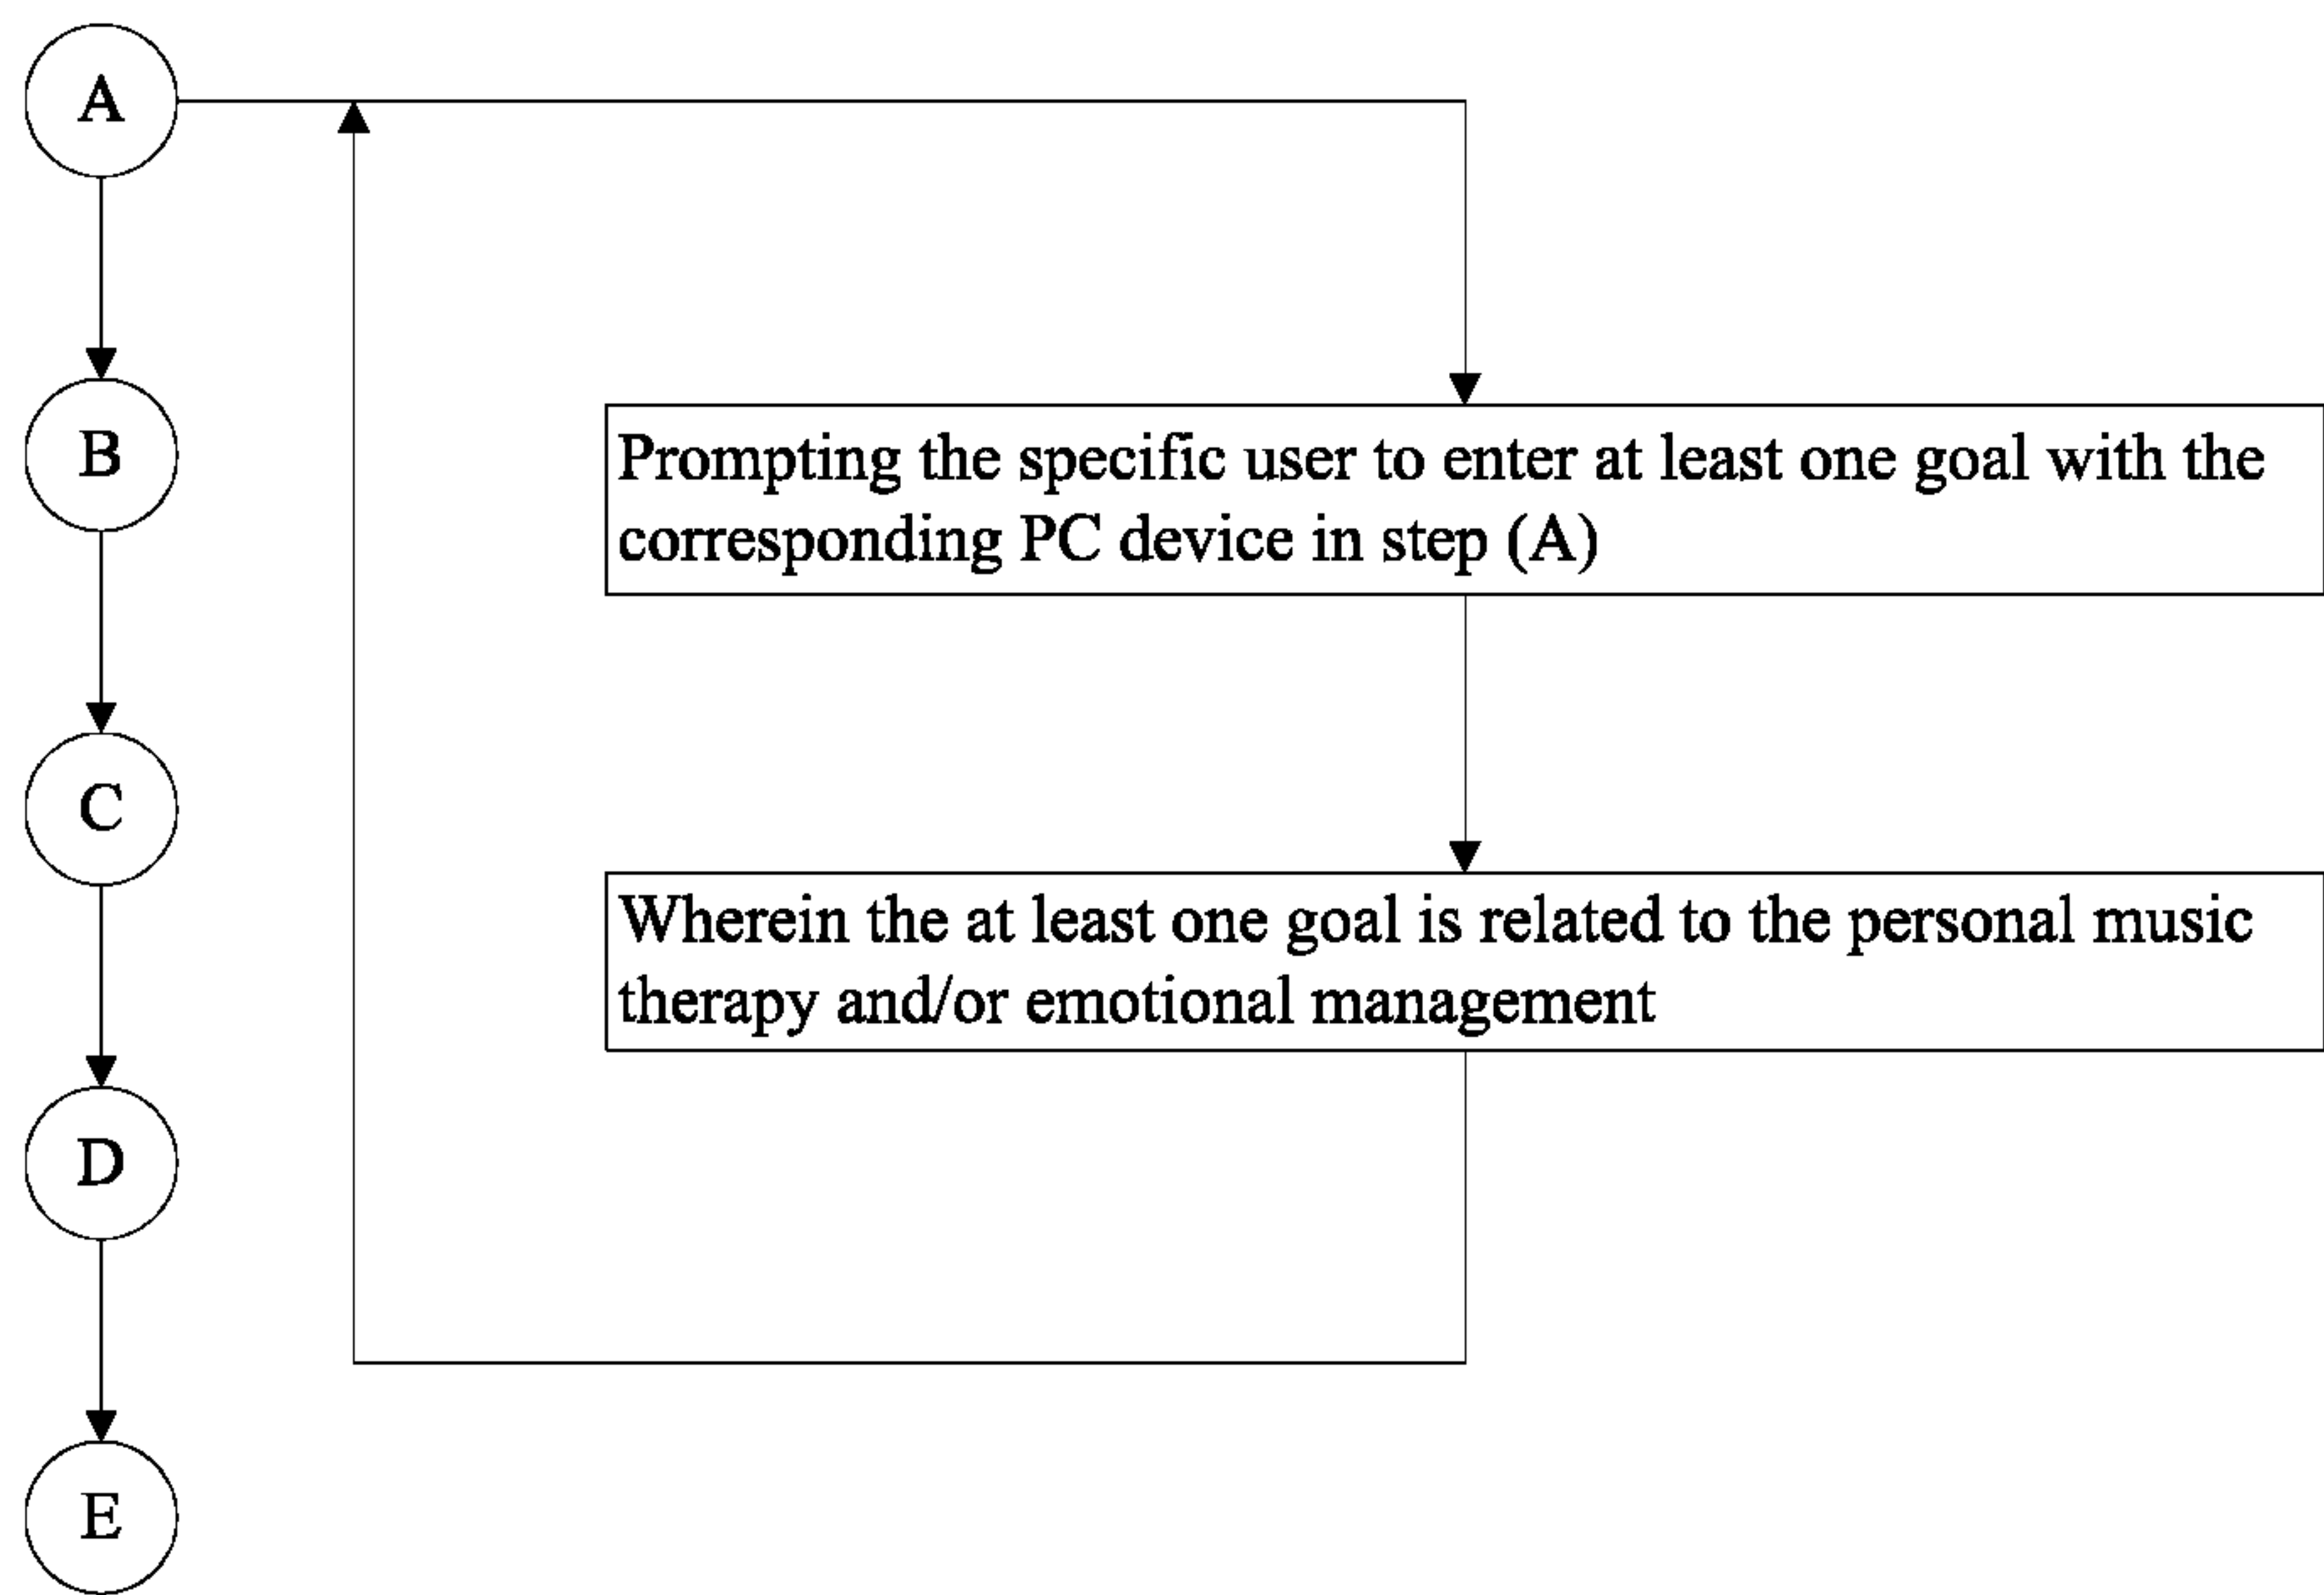 A
B
Prompting the specific user to enter at least one goal with the
corresponding PC device in step (A)
C
Wherein the at least one goal is related to the personal music
therapy and/or emotional management
D
E